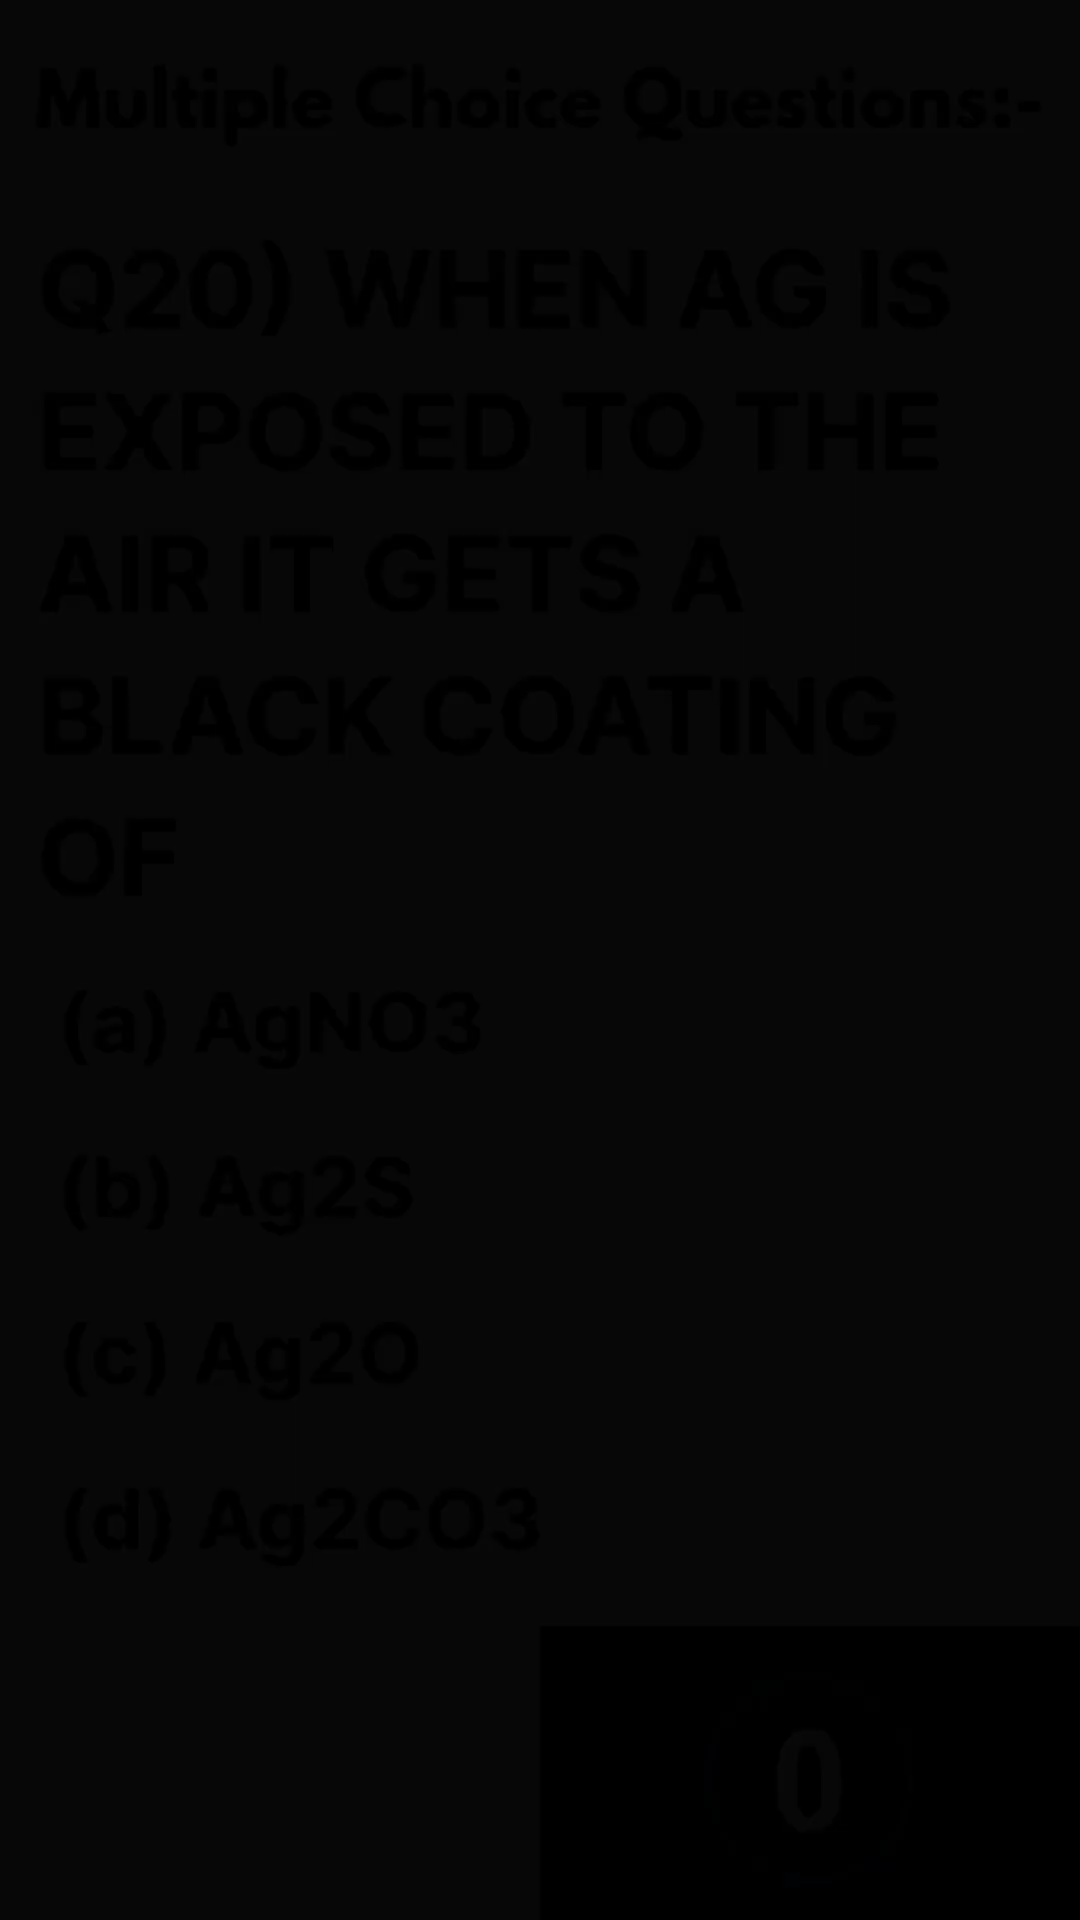 Multiple Choice Questions:-
Q20) WHEN AG IS
EXPOSED TO THE
AIR IT GETS A
BLACK COATING
OF
(a) AgNO3
(b) Ag2S
(c) Ag2O
(d) Ag2CO3
0